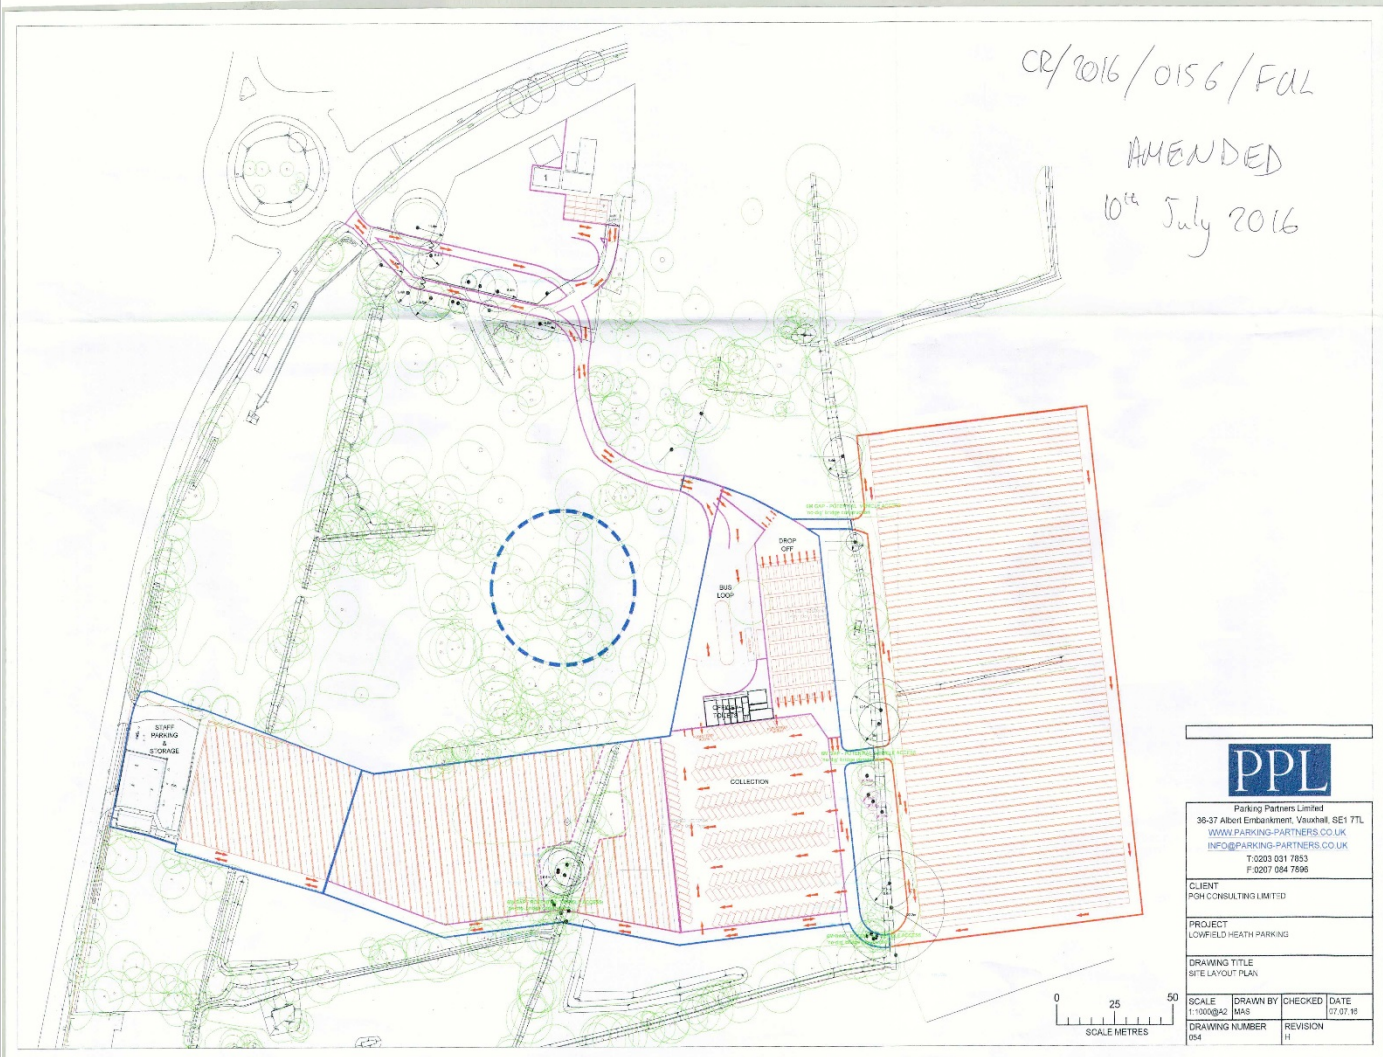 CR/2016/0156/FUL
AMENDED
10th July 2016
1
DROP
OFF
BUS
LOOP
STAFF
PARKING
&
STORAGE
COLLECTION
PPL
Parking Partners Limited
36-37 Albert Embankment, Vauxhall, SE1 7TL
WWW.PARKING-PARTNERS.CO.UK
INFO@PARKING-PARTNERS.CO.UK
T:0203 031 7853
F:0207 084 7896
CLIENT
PGH CONSULTING LIMITED
PROJECT
LOWFIELD HEATH PARKING
DRAWING TITLE
SITE LAYOUT PLAN
SCALE DRAWN BY CHECKED DATE
1:1000@A2 MAS 07.07.16
DRAWING NUMBER REVISION
054 H
0 25 50
SCALE METRES